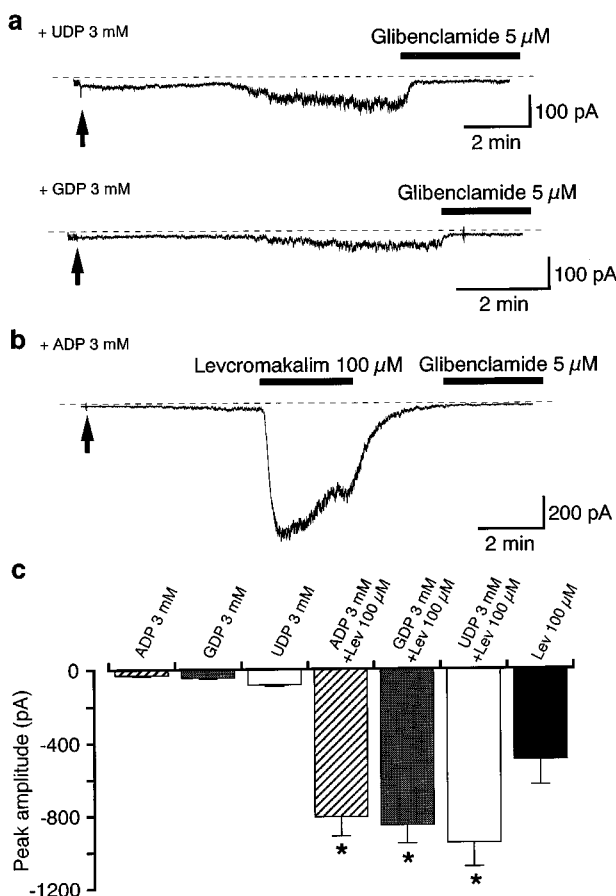 a
+ UDP 3 mM
Glibenclamide 5 µM
100 pA
2 min
+ GDP 3 mM
Glibenclamide 5 µM
100 pA
2 min
b
+ ADP 3 mM
Levcromakalim 100 µM
Glibenclamide 5 µM
200 pA
2 min
c
ADP 3 mM
GDP 3 mM
UDP 3 mM
ADP 3 mM
+Lev 100 µM
GDP 3 mM
+Lev 100 µM
UDP 3 mM
+Lev 100 µM
Lev 100 µM
Peak amplitude (pA)
0
-400
-800
-1200
*
*
*